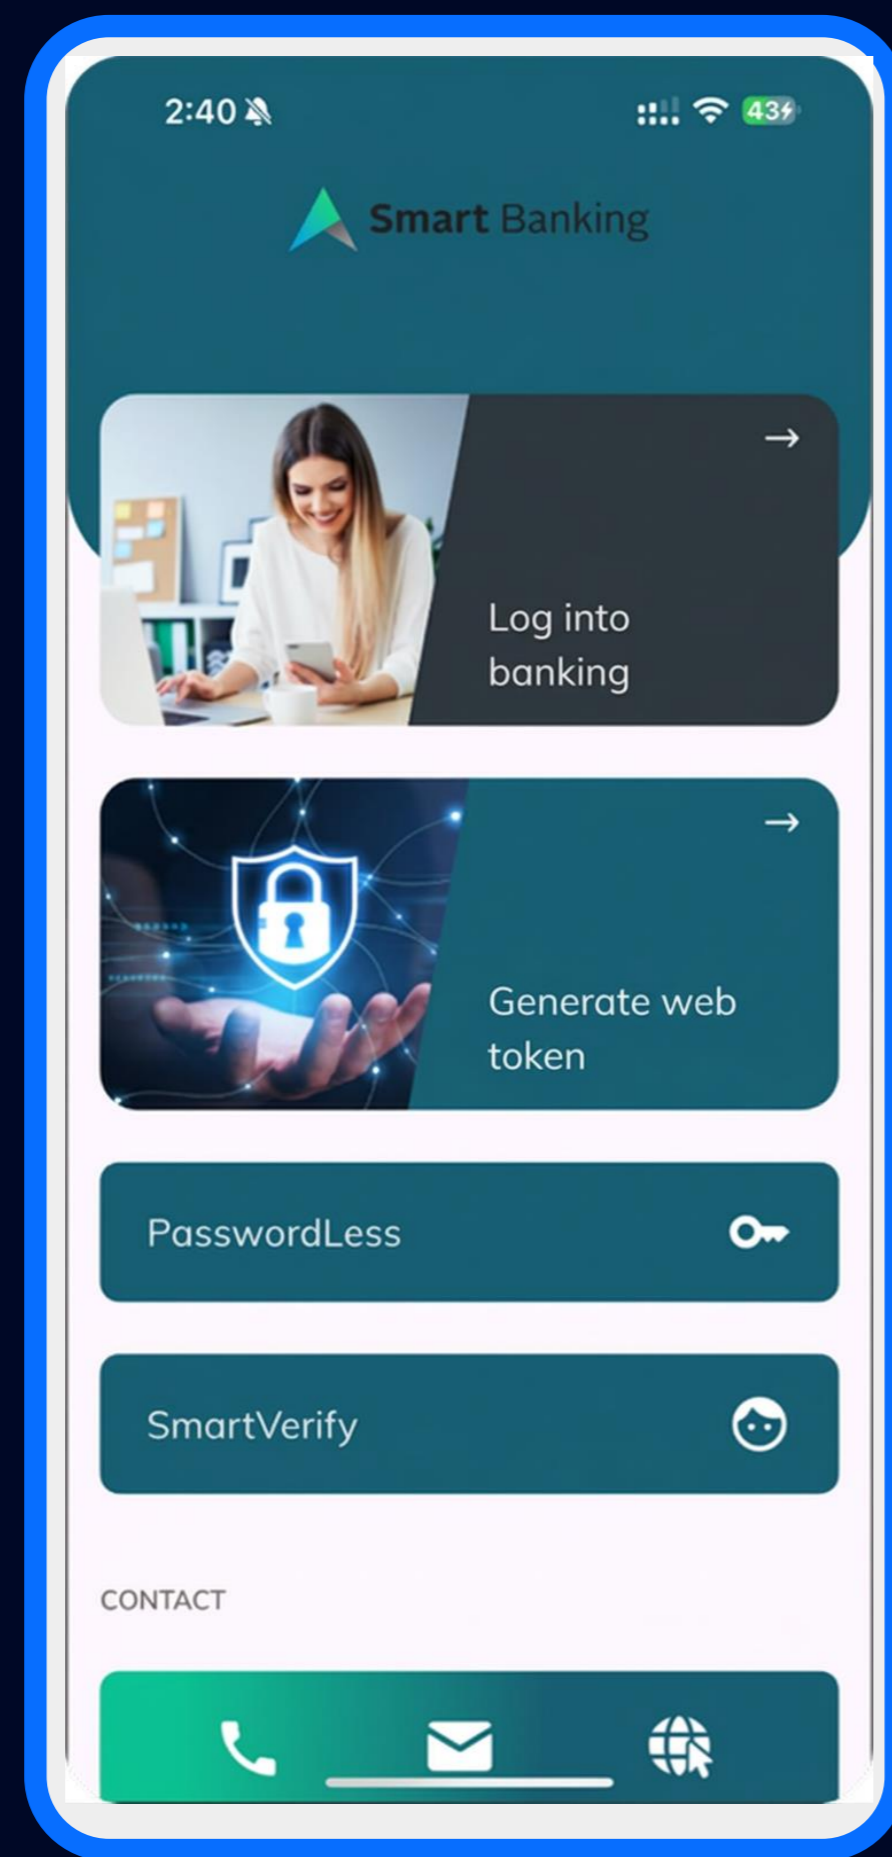 2:40
43
Smart Banking
Log into
banking
Generate web
token
PasswordLess
SmartVerify
CONTACT